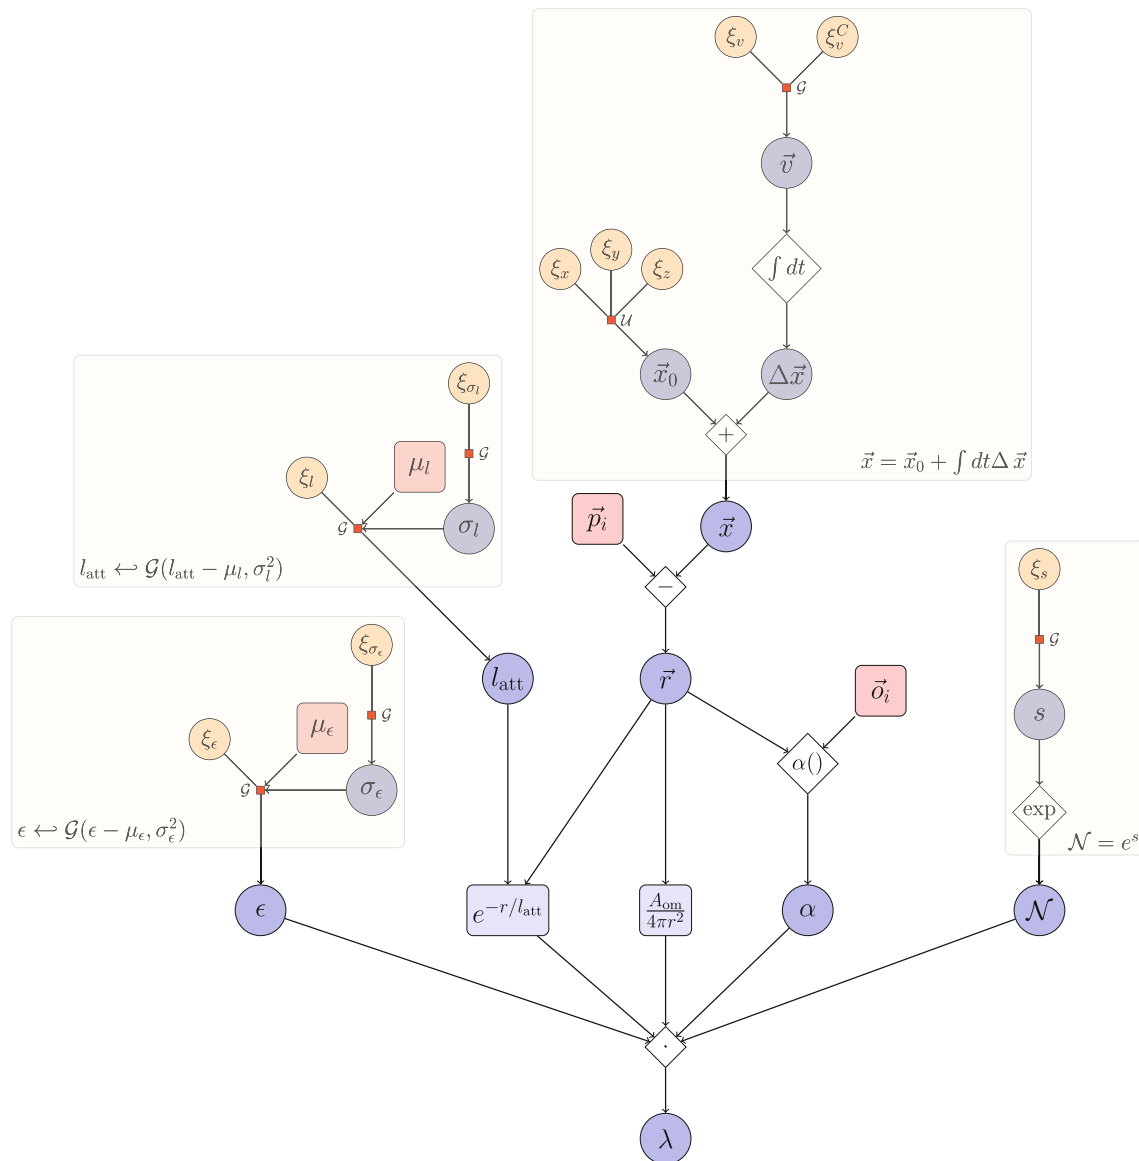 ξ_v ξ_v^C
𝒢
v⃗
∫ dt
ξ_x ξ_y ξ_z
𝒰
x⃗_0 Δx⃗
+
x⃗ = x⃗_0 + ∫ dtΔ x⃗
ξ_{σ_l}
𝒢
μ_l
ξ_l
𝒢
σ_l
l_att ↩ 𝒢(l_att − μ_l, σ_l^2)
p⃗_i
x⃗
−
ξ_s
𝒢
s
exp
𝒩 = e^s
ξ_{σ_ϵ}
𝒢
μ_ϵ
ξ_ϵ
𝒢
σ_ϵ
ϵ ↩ 𝒢(ϵ − μ_ϵ, σ_ϵ^2)
l_att
r⃗
o⃗_i
α()
ϵ
e^{−r/l_att}
A_om
4πr^2
α
𝒩
·
λ